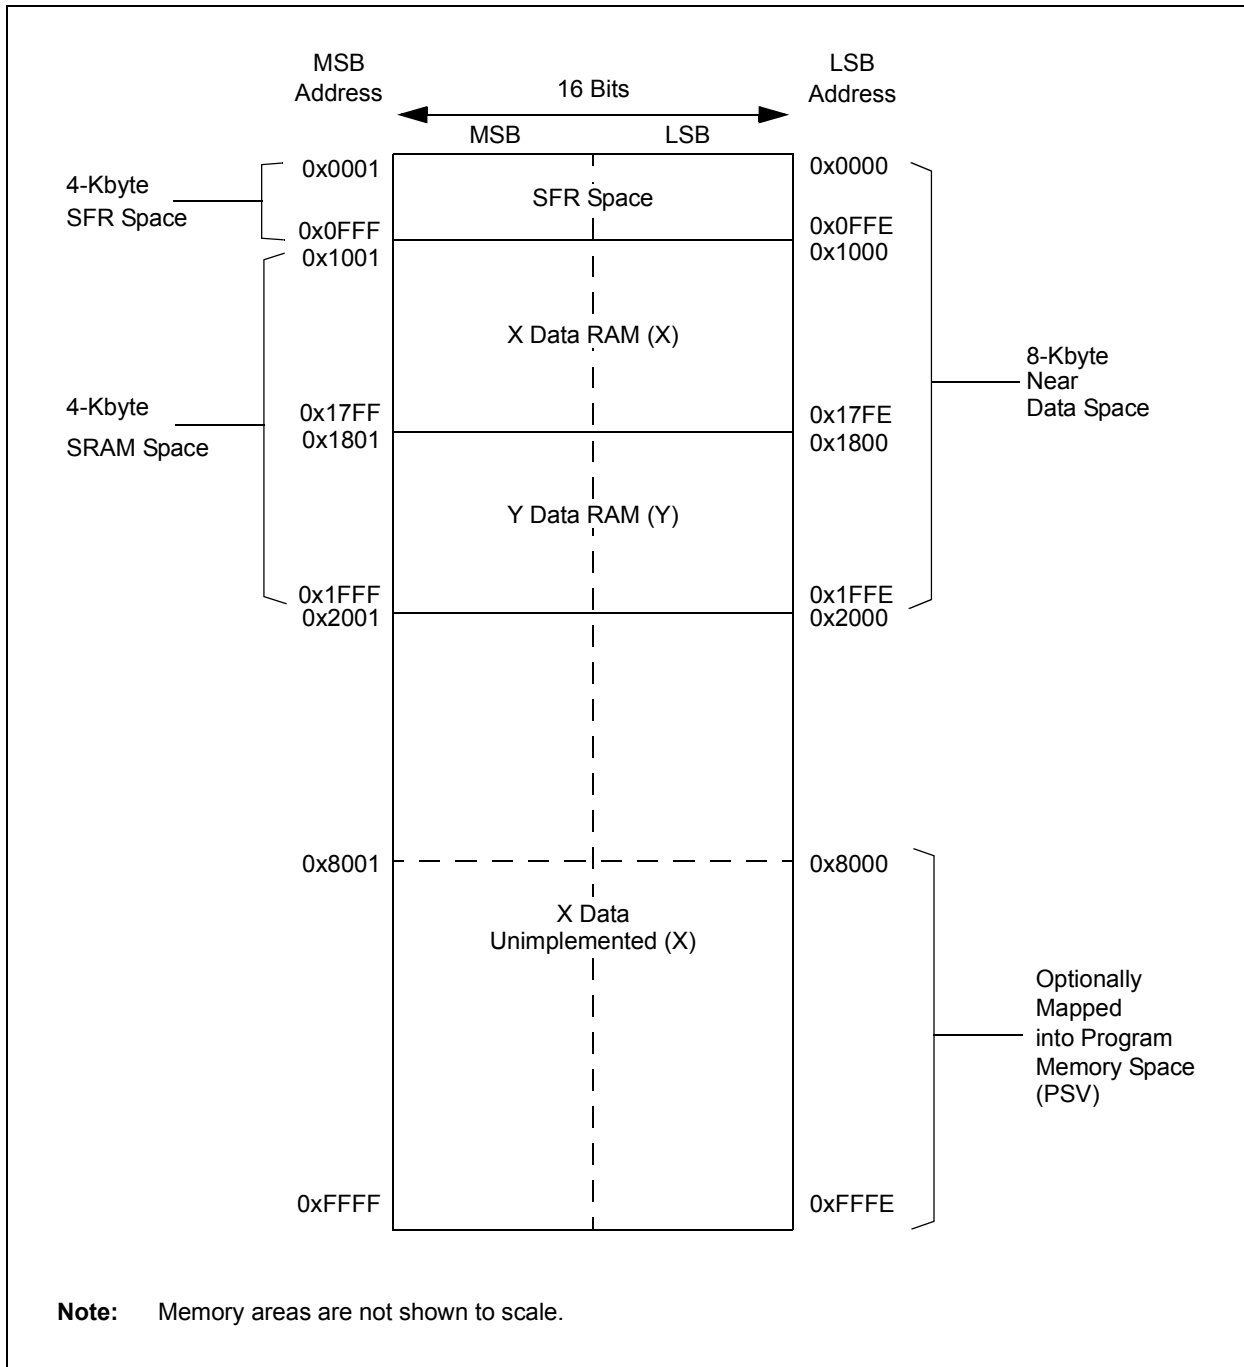 MSB
Address
LSB
Address
16 Bits
MSB
LSB
0x0001
0x0000
4-Kbyte
SFR Space
SFR Space
0x0FFF
0x0FFE
0x1001
0x1000
X Data RAM (X)
8-Kbyte
Near
Data Space
4-Kbyte
SRAM Space
0x17FF
0x17FE
0x1801
0x1800
Y Data RAM (Y)
0x1FFF
0x1FFE
0x2001
0x2000
0x8001
0x8000
X Data
Unimplemented (X)
Optionally
Mapped
into Program
Memory Space
(PSV)
0xFFFF
0xFFFE
Note: Memory areas are not shown to scale.